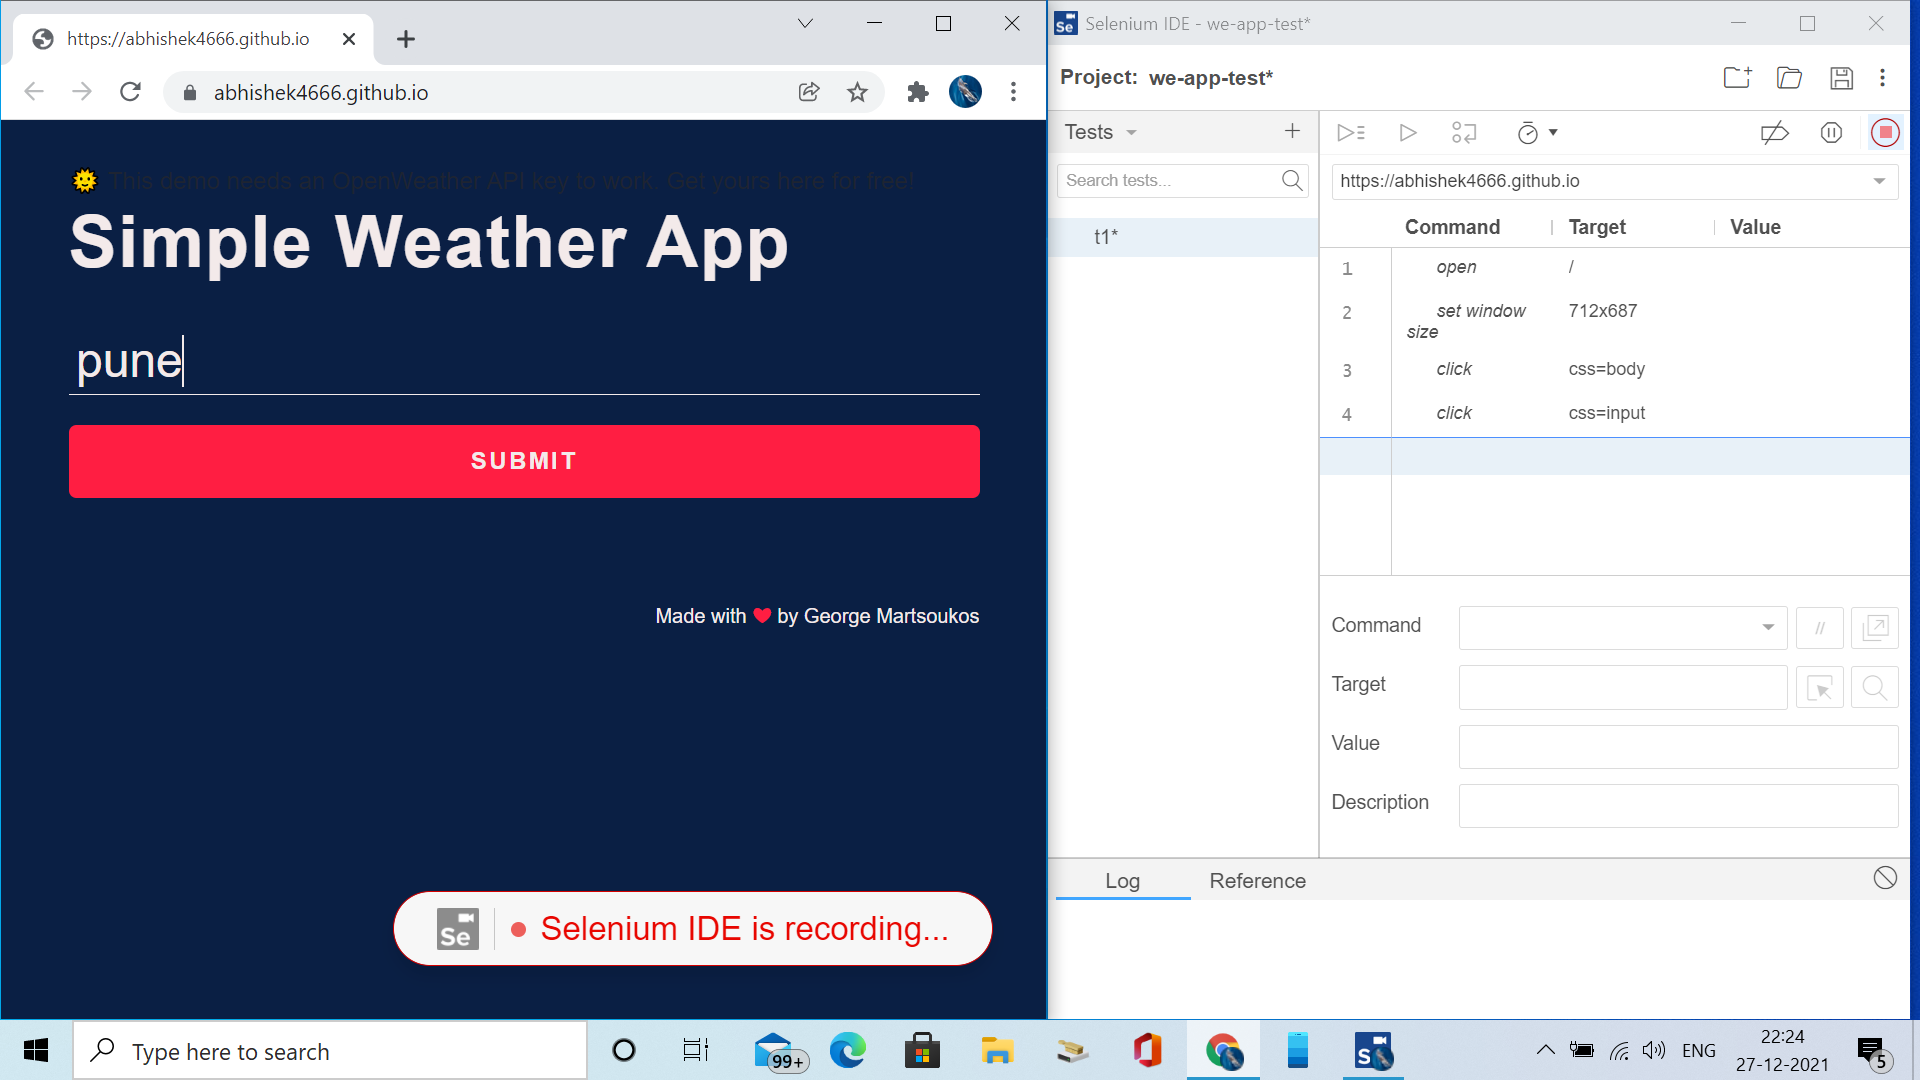 https://abhishek4666.github.io
abhishek4666.github.io
This demo needs an OpenWeather API key to work. Get yours here for free!
Simple Weather App
pune
SUBMIT
Made with ❤ by George Martsoukos
Se
Selenium IDE is recording...
Se
Selenium IDE - we-app-test*
Project: we-app-test*
Tests
Search tests...
t1*
https://abhishek4666.github.io
Command Target Value
1 open /
2 set window size 712x687
3 click css=body
4 click css=input
Command
//
Target
Value
Description
Log Reference
Type here to search
99+
S
ENG
22:24
27-12-2021
5